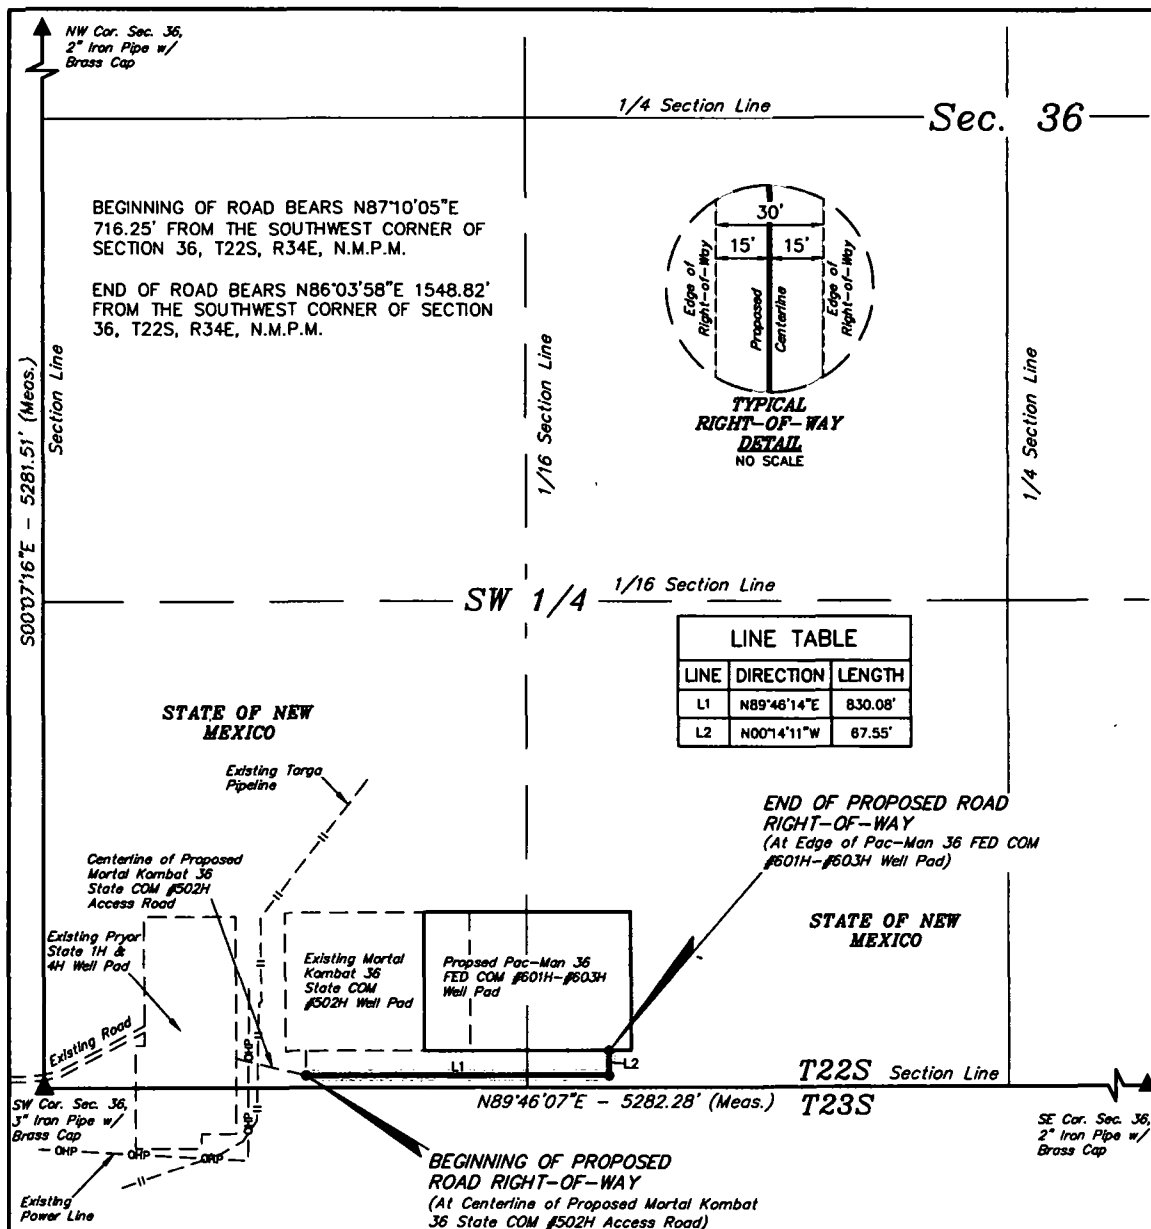 NW Cor. Sec. 36,
2" Iron Pipe w/
Brass Cap
1/4 Section Line
Sec. 36
BEGINNING OF ROAD BEARS N87°10'05"E
716.25' FROM THE SOUTHWEST CORNER OF
SECTION 36, T22S, R34E, N.M.P.M.
END OF ROAD BEARS N86°03'58"E 1548.82'
FROM THE SOUTHWEST CORNER OF SECTION
36, T22S, R34E, N.M.P.M.
30'
15'
15'
Edge of
Right-of-Way
Proposed
Centerline
Edge of
Right-of-Way
TYPICAL
RIGHT-OF-WAY
DETAIL
NO SCALE
S00°07'16"E - 5281.51' (Meas.)
Section Line
1/16 Section Line
1/4 Section Line
SW 1/4
1/16 Section Line
LINE TABLE
LINE DIRECTION LENGTH
L1 N89°46'14"E 830.08'
L2 N00°14'11"W 67.55'
STATE OF NEW
MEXICO
Existing Targa
Pipeline
END OF PROPOSED ROAD
RIGHT-OF-WAY
(At Edge of Pac-Man 36 FED COM
#601H-#603H Well Pad)
Centerline of Proposed
Mortal Kombat 36
State COM #502H
Access Road
STATE OF NEW
MEXICO
Existing Pryor
State 1H &
4H Well Pad
Existing Mortal
Kombat 36
State COM
#502H Well Pad
Propsed Pac-Man 36
FED COM #601H-#603H
Well Pad
Existing Road
OHP
L1
L2
T22S Section Line
N89°46'07"E - 5282.28' (Meas.)
T23S
SW Cor. Sec. 36,
3" Iron Pipe w/
Brass Cap
OHP
OHP
OHP
OHP
SE Cor. Sec. 36,
2" Iron Pipe w/
Brass Cap
Existing
Power Line
BEGINNING OF PROPOSED
ROAD RIGHT-OF-WAY
(At Centerline of Proposed Mortal Kombat
36 State COM #502H Access Road)